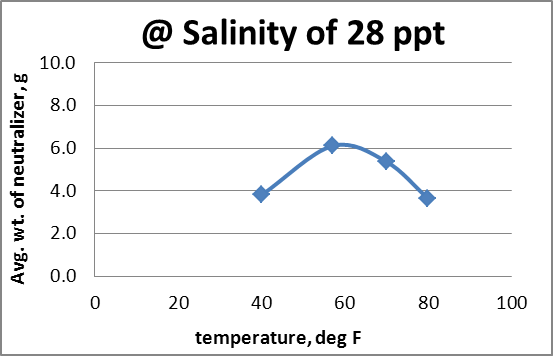 @ Salinity of 28 ppt
Avg. wt. of neutralizer, g
10.0
8.0
6.0
4.0
2.0
0.0
0 20 40 60 80 100
temperature, deg F